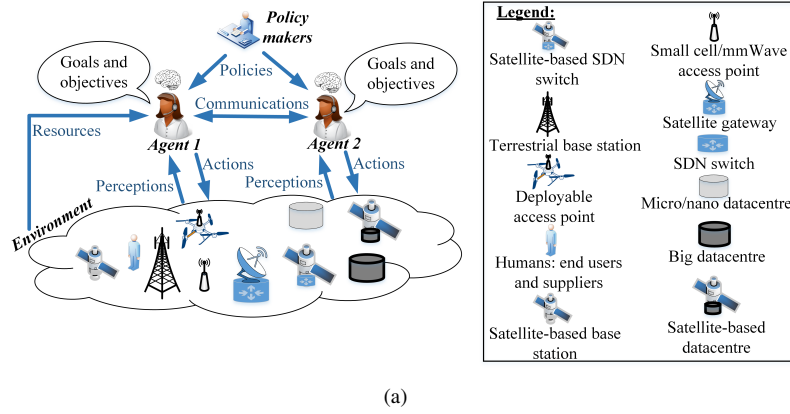 Policy
makers
Goals and
objectives
Policies
Goals and
objectives
Communications
Resources
Agent 1
Agent 2
Perceptions
Actions
Perceptions
Actions
Environment
Legend:
Satellite-based SDN
switch
Terrestrial base station
Deployable
access point
Humans: end users
and suppliers
Satellite-based base
station
Small cell/mmWave
access point
Satellite gateway
SDN switch
Micro/nano datacentre
Big datacentre
Satellite-based
datacentre
(a)